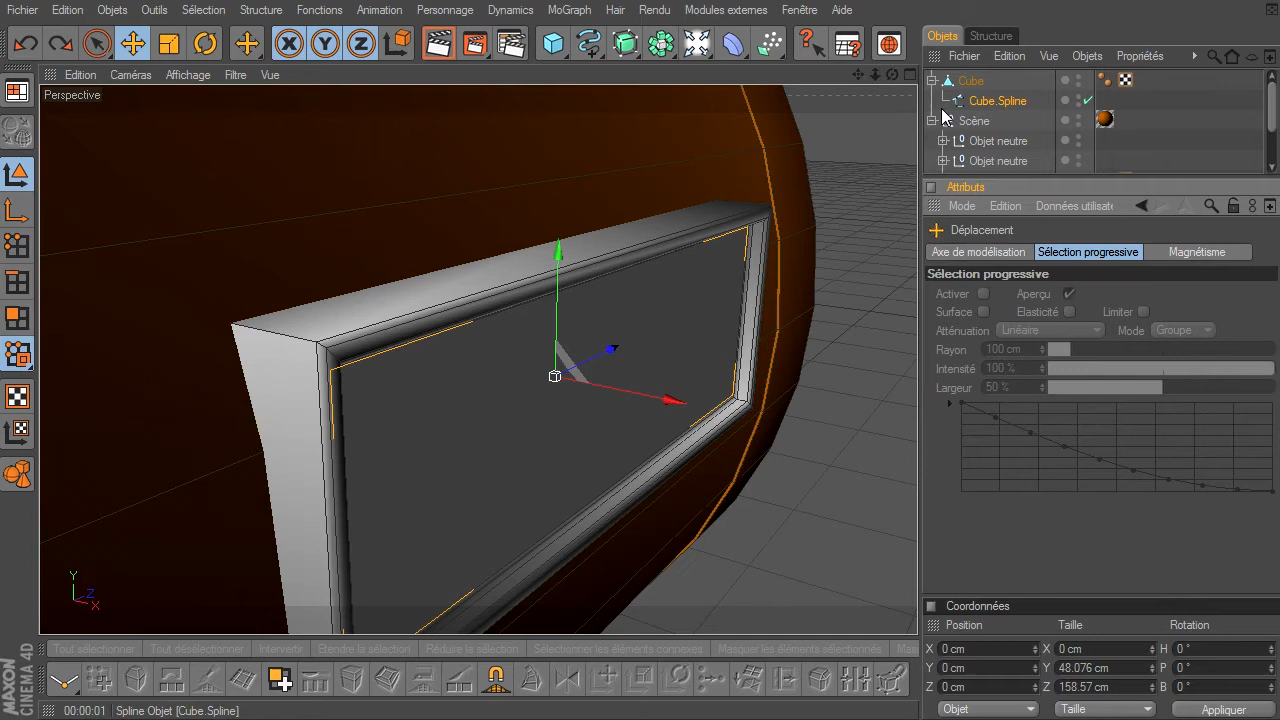 Fichier Edition Objets Outils Sélection Structure Fonctions Animation Personnage Dynamics MoGraph Hair Rendu Modules externes Fenêtre Aide
Objets Structure
Fichier Edition Vue Objets Propriétés
Edition Caméras Affichage Filtre Vue
Perspective
Cube
Cube.Spline
Scène
Objet neutre
Objet neutre
Attributs
Mode Edition Données utilisate
Déplacement
Axe de modélisation Sélection progressive Magnétisme
Sélection progressive
Activer Aperçu
Surface Elasticité Limiter
Atténuation Linéaire Mode Groupe
Rayon 100 cm
Intensité 100 %
Largeur 50 %
X Y Z
Y
Z
X
Coordonnées
Position Taille Rotation
X 0 cm X 0 cm H 0 °
Y 0 cm Y 48.076 cm P 0 °
Z 0 cm Z 158.57 cm B 0 °
Objet Taille Appliquer
Tout sélectionner Tout désélectionner Intervertir Etendre la sélection Réduire la sélection Sélectionner les éléments connexes Masquer les éléments sélectionnés Mas
MAXON
CINEMA 4D
00:00:01 Spline Objet [Cube.Spline]